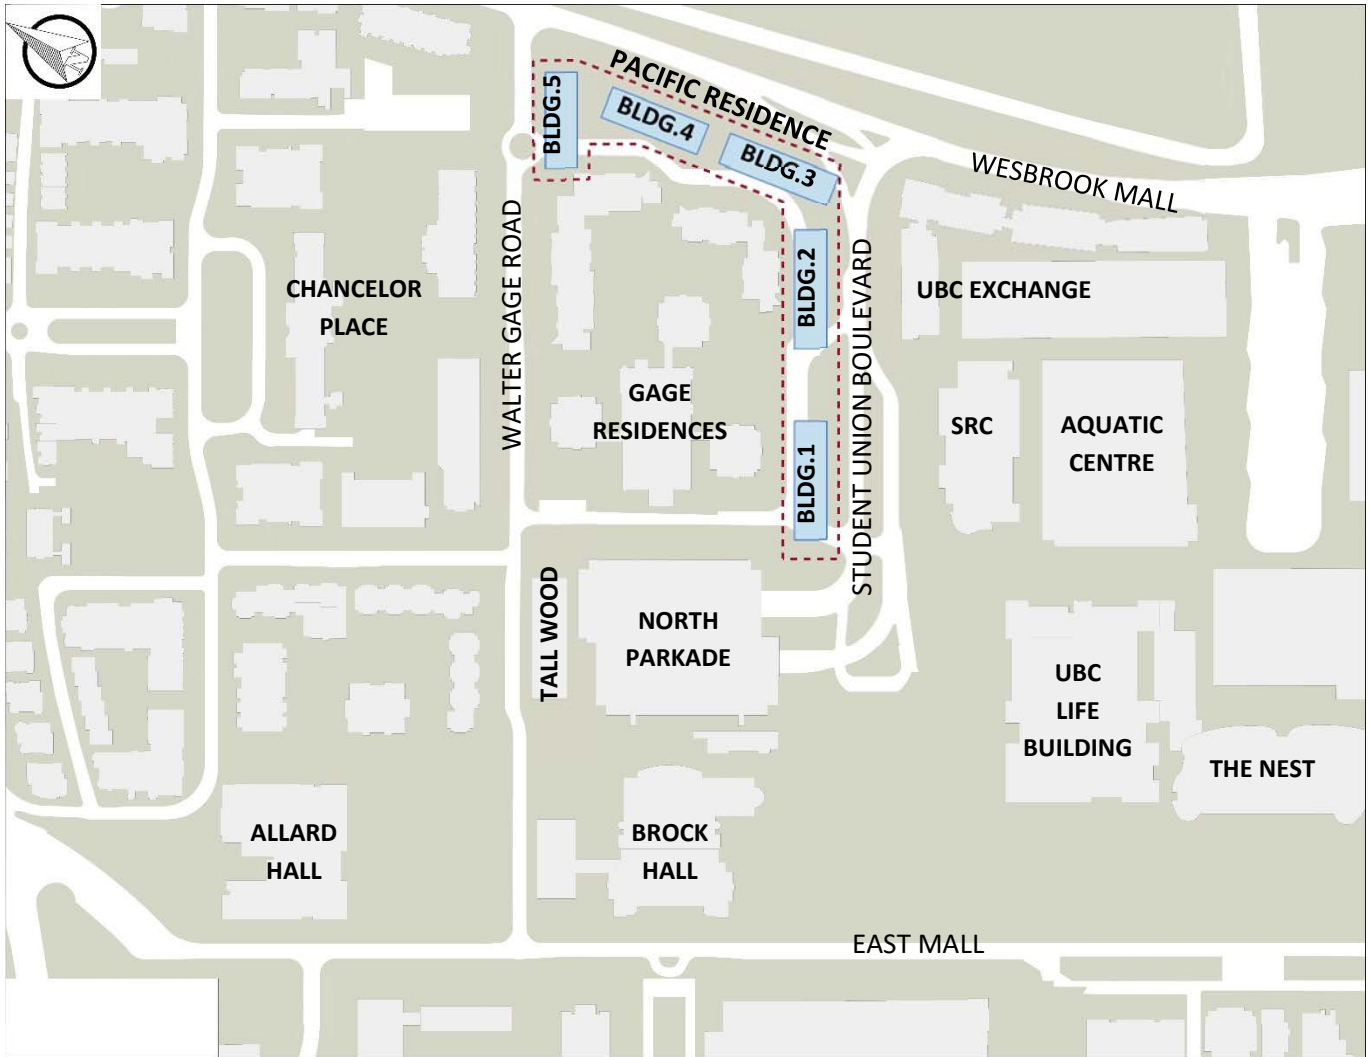 PACIFIC RESIDENCE
BLDG.5
BLDG.4
BLDG.3
WESBROOK MALL
BLDG.2
BLDG.1
WALTER GAGE ROAD
STUDENT UNION BOULEVARD
CHANCELOR
PLACE
UBC EXCHANGE
GAGE
RESIDENCES
SRC
AQUATIC
CENTRE
TALL WOOD
NORTH
PARKADE
UBC
LIFE
BUILDING
THE NEST
ALLARD
HALL
BROCK
HALL
EAST MALL